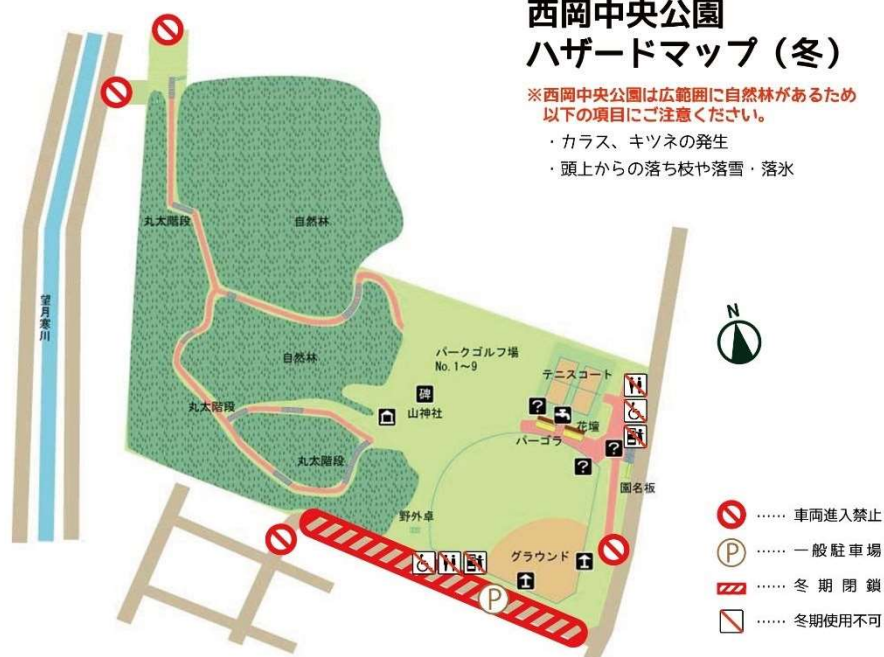 西岡中央公園
ハザードマップ（冬）
※西岡中央公園は広範囲に自然林があるため
以下の項目にご注意ください。
・カラス、キツネの発生
・頭上からの落ち枝や落雪・落氷
丸太階段
自然林
望月寒川
N
自然林
パークゴルフ場
No.1～9
テニスコート
碑
山神社
丸太階段
?
花壇
パーゴラ
?
?
丸太階段
園名板
野外卓
グラウンド
P
…… 車両進入禁止
P …… 一般駐車場
…… 冬期閉鎖
…… 冬期使用不可